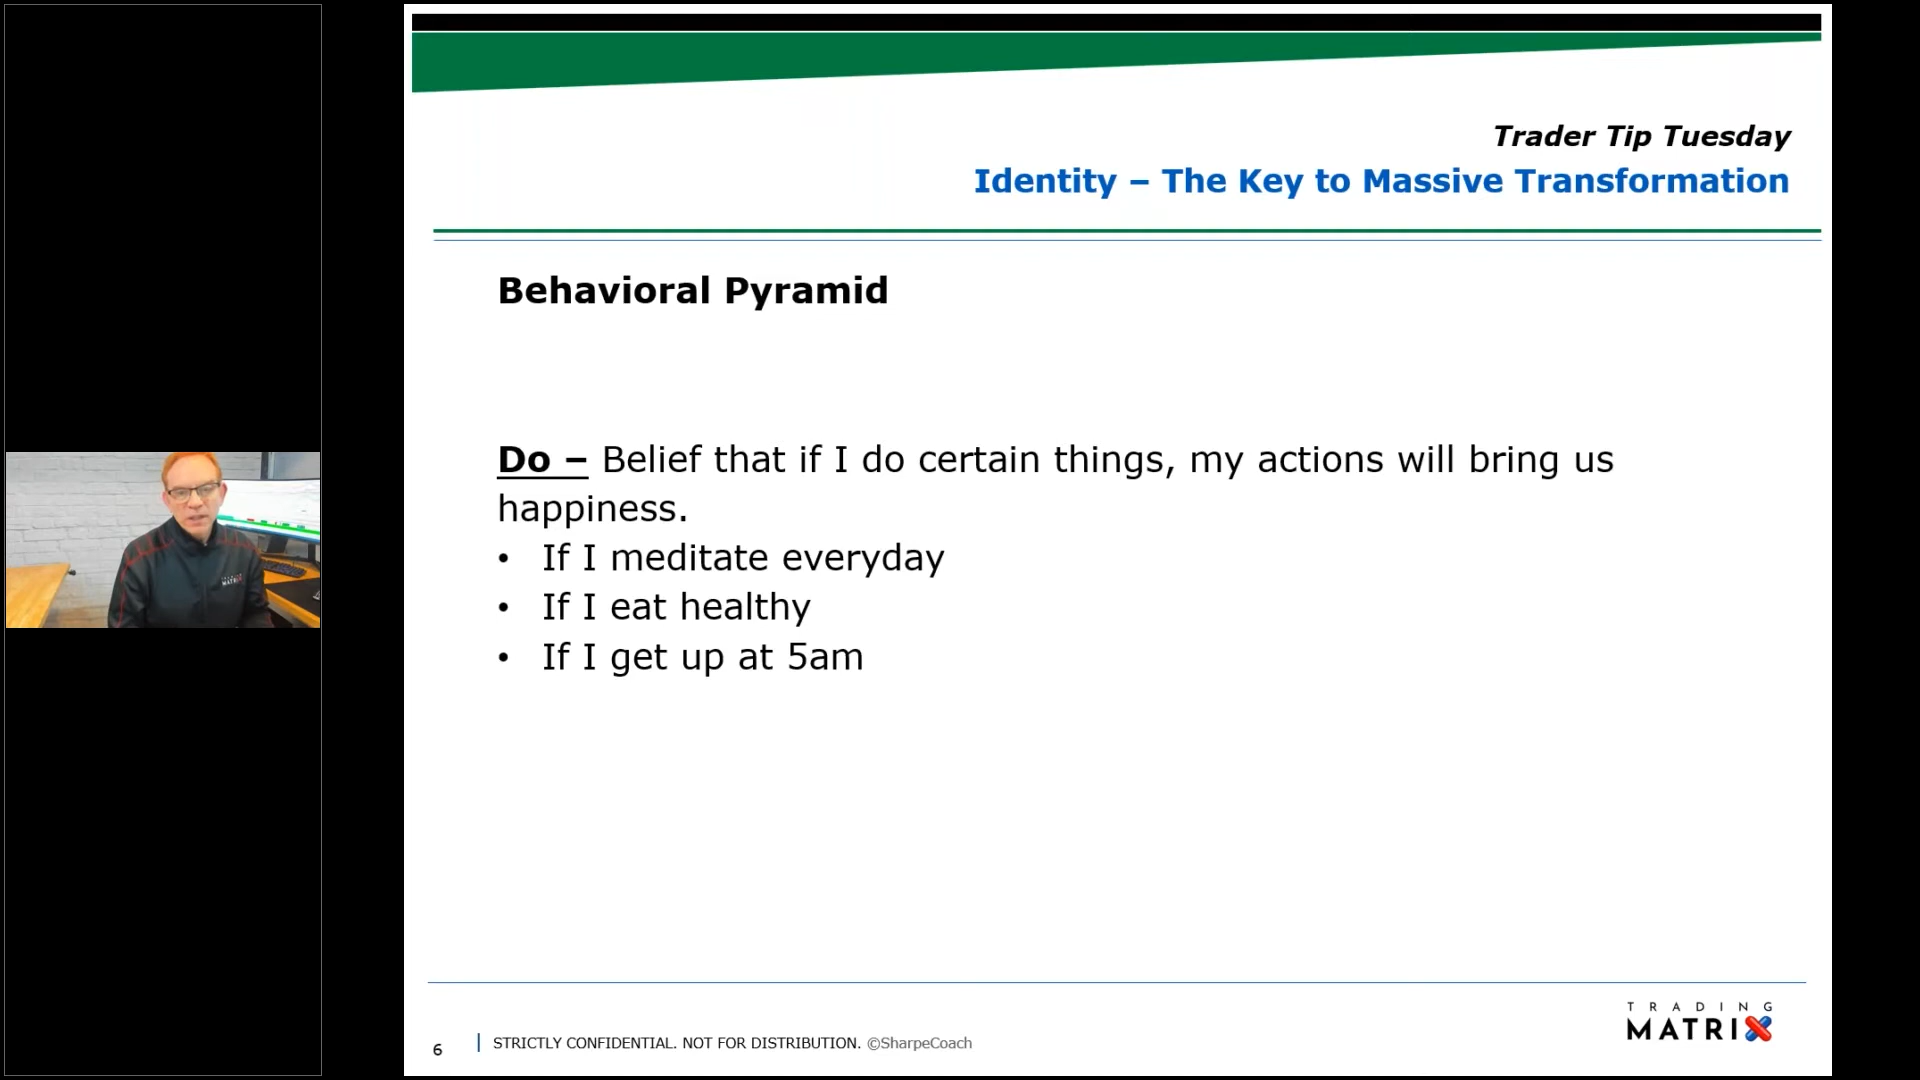 Trader Tip Tuesday
Identity – The Key to Massive Transformation
Behavioral Pyramid
Do – Belief that if I do certain things, my actions will bring us
happiness.
• If I meditate everyday
• If I eat healthy
• If I get up at 5am
6
STRICTLY CONFIDENTIAL. NOT FOR DISTRIBUTION. ©SharpeCoach
TRADING
MATRIX
MATRIX